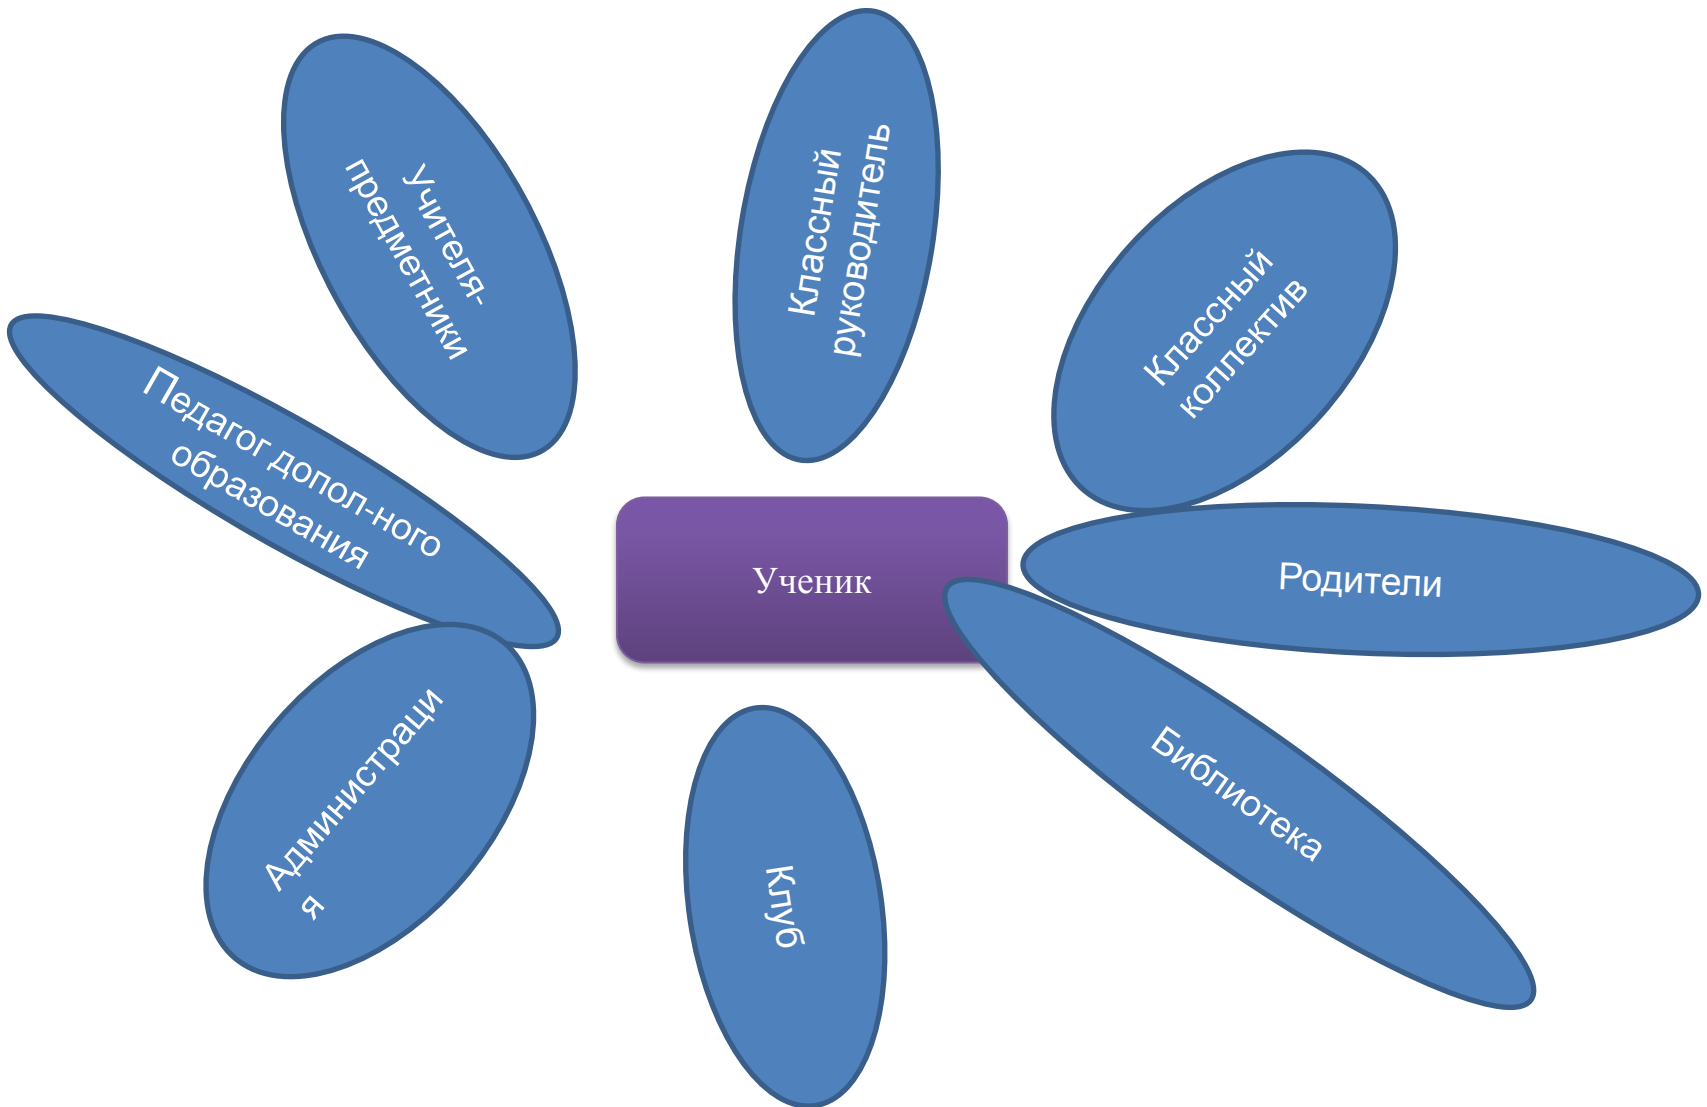 Учителя-
предметники
Классный
руководитель
Классный
коллектив
Педагог допол-ного
образования
Ученик
Родители
Администраци
я
Клуб
Библиотека